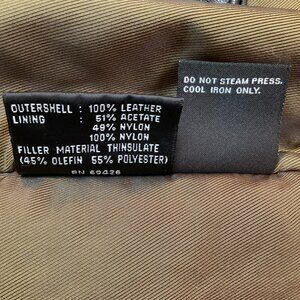 OUTERSHELL : 100% LEATHER
LINING : 51% ACETATE
49% NYLON
100% NYLON
FILLER MATERIAL THINSULATE
(45% OLEFIN 55% POLYESTER)
RN 69426
DO NOT STEAM PRESS.
COOL IRON ONLY.